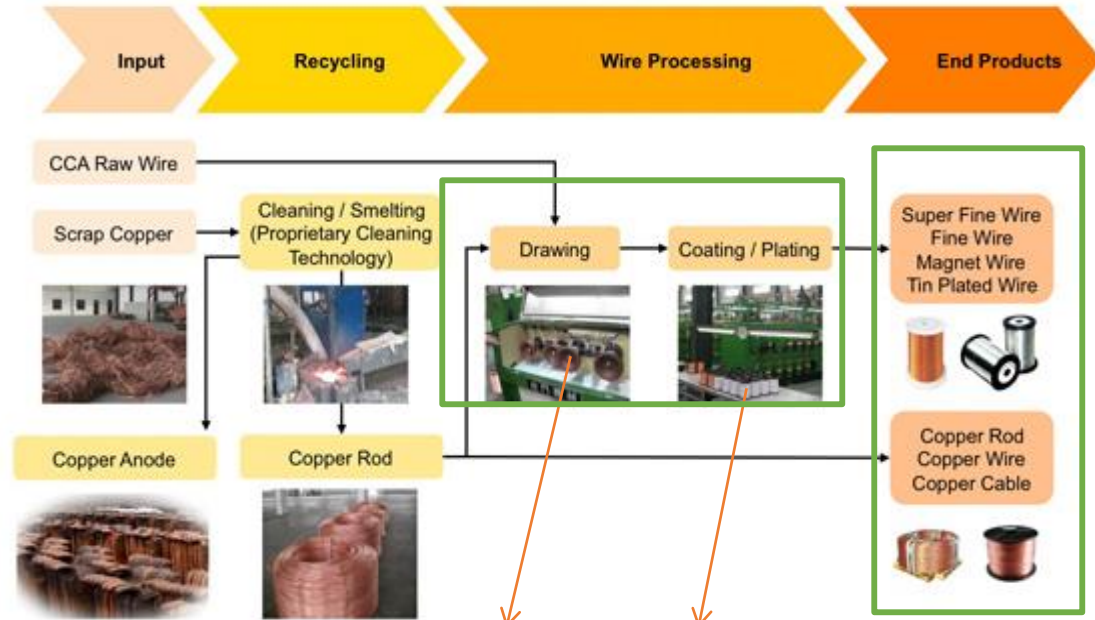 Input
Recycling
Wire Processing
End Products
CCA Raw Wire
Scrap Copper
Cleaning / Smelting
(Proprietary Cleaning
Technology)
Drawing
Coating / Plating
Super Fine Wire
Fine Wire
Magnet Wire
Tin Plated Wire
Copper Anode
Copper Rod
Copper Rod
Copper Wire
Copper Cable